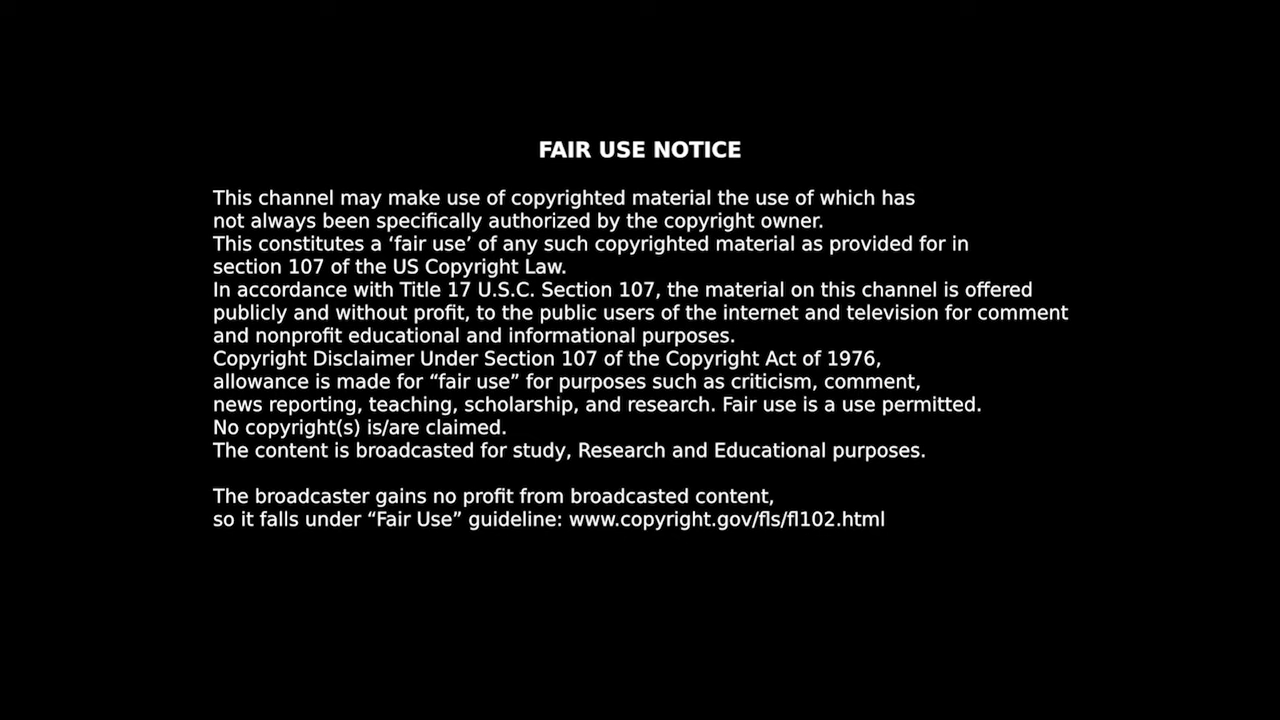 FAIR USE NOTICE
This channel may make use of copyrighted material the use of which has
not always been specifically authorized by the copyright owner.
This constitutes a ‘fair use’ of any such copyrighted material as provided for in
section 107 of the US Copyright Law.
In accordance with Title 17 U.S.C. Section 107, the material on this channel is offered
publicly and without profit, to the public users of the internet and television for comment
and nonprofit educational and informational purposes.
Copyright Disclaimer Under Section 107 of the Copyright Act of 1976,
allowance is made for “fair use” for purposes such as criticism, comment,
news reporting, teaching, scholarship, and research. Fair use is a use permitted.
No copyright(s) is/are claimed.
The content is broadcasted for study, Research and Educational purposes.
The broadcaster gains no profit from broadcasted content,
so it falls under “Fair Use” guideline: www.copyright.gov/fls/fl102.html